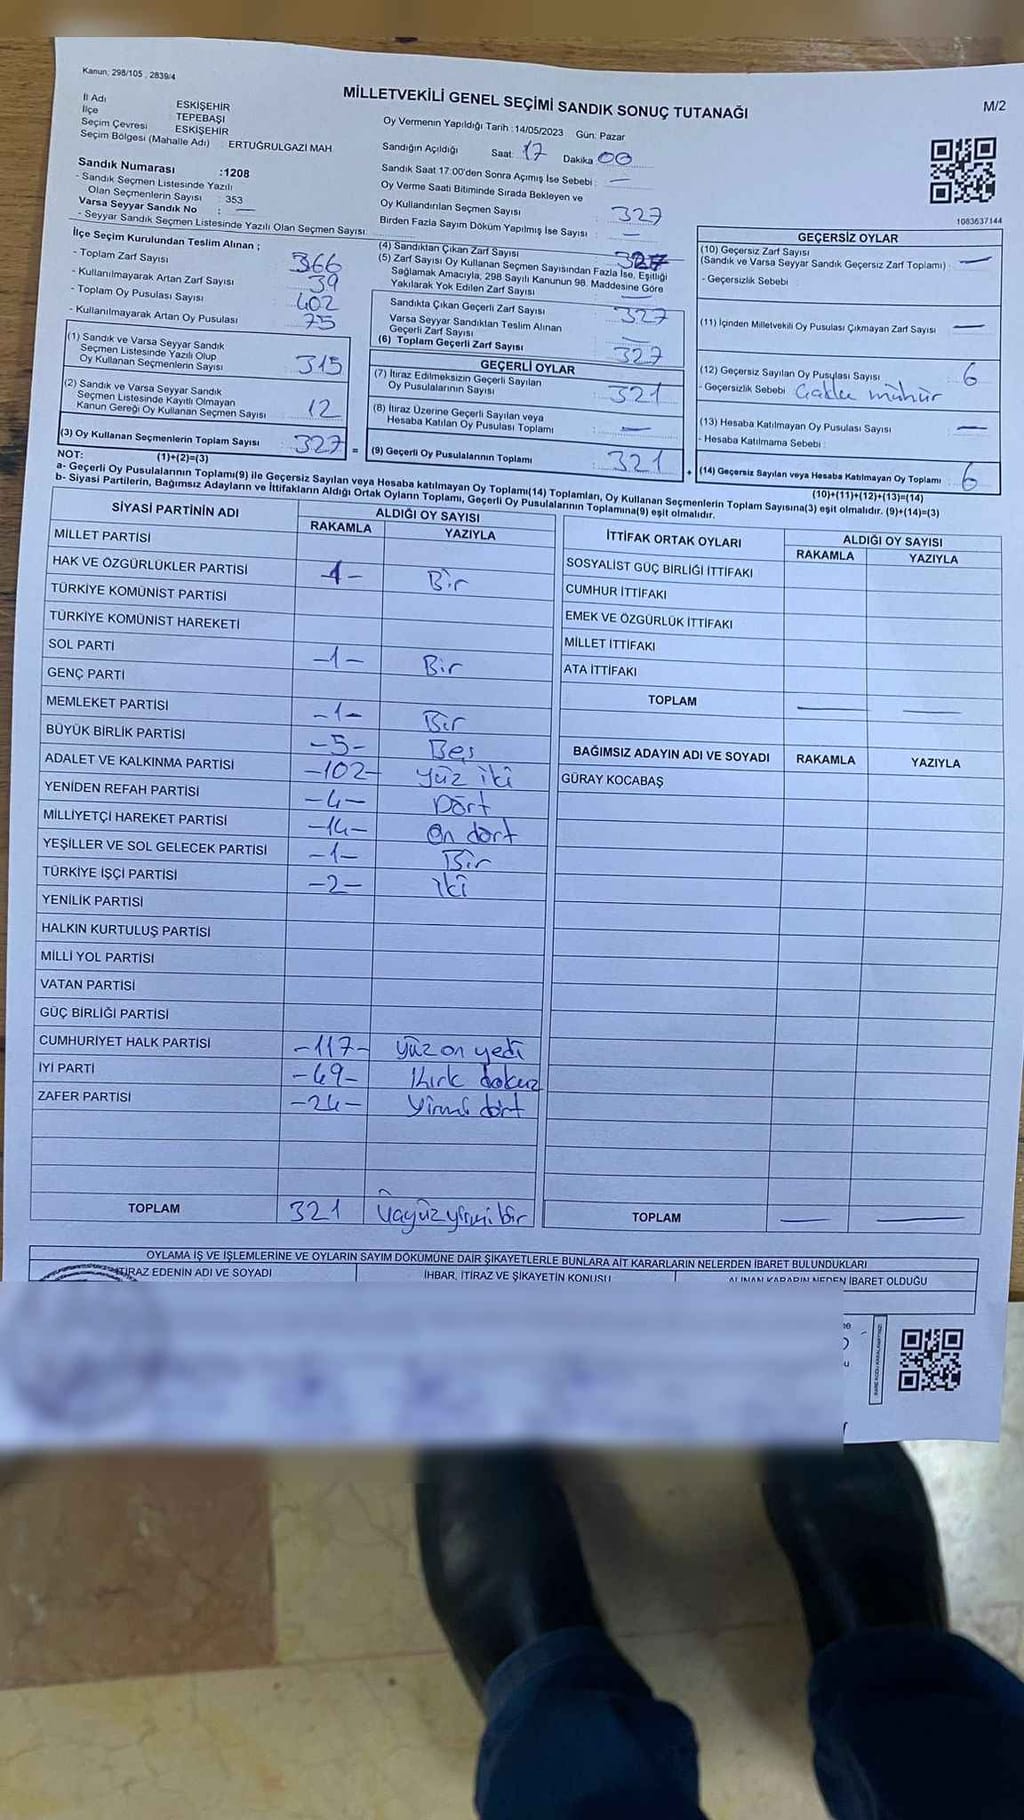 Kanun: 298/105 , 2839/4
MİLLETVEKİLİ GENEL SEÇİMİ SANDIK SONUÇ TUTANAĞI
M/2
İl Adı ESKİŞEHİR
İlçe TEPEBAŞI
Seçim Çevresi ESKİŞEHİR
Seçim Bölgesi (Mahalle Adı) : ERTUĞRULGAZİ MAH.
Sandık Numarası :1208
- Sandık Seçmen Listesinde Yazılı
Olan Seçmenlerin Sayısı : 353
Varsa Seyyar Sandık No : —
- Seyyar Sandık Seçmen Listesinde Yazılı Olan Seçmen Sayısı:
Oy Vermenin Yapıldığı Tarih :14/05/2023 Gün: Pazar
Sandığın Açıldığı Saat: 17 Dakika 00
Sandık Saat 17:00'den Sonra Açımış İse Sebebi : —
Oy Verme Saati Bitiminde Sırada Bekleyen ve
Oy Kullandırılan Seçmen Sayısı : 327
Birden Fazla Sayım Döküm Yapılmış İse Sayısı : —
1083637144
İlçe Seçim Kurulundan Teslim Alınan ;
- Toplam Zarf Sayısı 366
- Kullanılmayarak Artan Zarf Sayısı 39
- Toplam Oy Pusulası Sayısı 402
- Kullanılmayarak Artan Oy Pusulası 75
(1) Sandık ve Varsa Seyyar Sandık
Seçmen Listesinde Yazılı Olup
Oy Kullanan Seçmenlerin Sayısı 315
(2) Sandık ve Varsa Seyyar Sandık
Seçmen Listesinde Kayıtlı Olmayan
Kanun Gereği Oy Kullanan Seçmen Sayısı 12
(3) Oy Kullanan Seçmenlerin Toplam Sayısı : 327 =
(1)+(2)=(3)
(4) Sandıktan Çıkan Zarf Sayısı : 327
(5) Zarf Sayısı Oy Kullanan Seçmen Sayısından Fazla İse, Eşitliği
Sağlamak Amacıyla, 298 Sayılı Kanunun 98. Maddesine Göre
Yakılarak Yok Edilen Zarf Sayısı : —
Sandıkta Çıkan Geçerli Zarf Sayısı : 327
Varsa Seyyar Sandıktan Teslim Alınan
Geçerli Zarf Sayısı : —
(6) Toplam Geçerli Zarf Sayısı : 327
GEÇERLİ OYLAR
(7) İtiraz Edilmeksizin Geçerli Sayılan
Oy Pusulalarının Sayısı : 321
(8) İtiraz Üzerine Geçerli Sayılan veya
Hesaba Katılan Oy Pusulası Toplamı : —
(9) Geçerli Oy Pusulalarının Toplamı : 321 +
GEÇERSİZ OYLAR
(10) Geçersiz Zarf Sayısı
(Sandık ve Varsa Seyyar Sandık Geçersiz Zarf Toplamı) : —
- Geçersizlik Sebebi :
(11) İçinden Milletvekili Oy Pusulası Çıkmayan Zarf Sayısı : —
(12) Geçersiz Sayılan Oy Pusulası Sayısı : 6
- Geçersizlik Sebebi : mühür
(13) Hesaba Katılmayan Oy Pusulası Sayısı : —
- Hesaba Katılmama Sebebi :
(14) Geçersiz Sayılan veya Hesaba Katılmayan Oy Toplamı : 6
(10)+(11)+(12)+(13)=(14)
NOT:
a- Geçerli Oy Pusulalarının Toplamı(9) ile Geçersiz Sayılan veya Hesaba katılmayan Oy Toplamı(14) Toplamları, Oy Kullanan Seçmenlerin Toplam Sayısına(3) eşit olmalıdır. (9)+(14)=(3)
b- Siyasi Partilerin, Bağımsız Adayların ve İttifakların Aldığı Ortak Oyların Toplamı, Geçerli Oy Pusulalarının Toplamına(9) eşit olmalıdır.
SİYASİ PARTİNİN ADI ALDIĞI OY SAYISI
RAKAMLA YAZIYLA
MİLLET PARTİSİ
HAK VE ÖZGÜRLÜKLER PARTİSİ -1- Bir
TÜRKİYE KOMÜNİST PARTİSİ
TÜRKİYE KOMÜNİST HAREKETİ
SOL PARTİ -1- Bir
GENÇ PARTİ
MEMLEKET PARTİSİ -1- Bir
BÜYÜK BİRLİK PARTİSİ -5- Beş
ADALET VE KALKINMA PARTİSİ -102- yüz iki
YENİDEN REFAH PARTİSİ -4- Dört
MİLLİYETÇİ HAREKET PARTİSİ -14- on dört
YEŞİLLER VE SOL GELECEK PARTİSİ -1- Bir
TÜRKİYE İŞÇİ PARTİSİ -2- iki
YENİLİK PARTİSİ
HALKIN KURTULUŞ PARTİSİ
MİLLİ YOL PARTİSİ
VATAN PARTİSİ
GÜÇ BİRLİĞİ PARTİSİ
CUMHURİYET HALK PARTİSİ -117- yüz on yedi
İYİ PARTİ -49- Kırk dokuz
ZAFER PARTİSİ -24- yirmi dört
TOPLAM 321 Üçyüzyirmi bir
İTTİFAK ORTAK OYLARI ALDIĞI OY SAYISI
RAKAMLA YAZIYLA
SOSYALİST GÜÇ BİRLİĞİ İTTİFAKI
CUMHUR İTTİFAKI
EMEK VE ÖZGÜRLÜK İTTİFAKI
MİLLET İTTİFAKI
ATA İTTİFAKI
TOPLAM — —
BAĞIMSIZ ADAYIN ADI VE SOYADI RAKAMLA YAZIYLA
GÜRAY KOCABAŞ
TOPLAM — —
OYLAMA İŞ VE İŞLEMLERİNE VE OYLARIN SAYIM DÖKÜMÜNE DAİR ŞİKAYETLERLE BUNLARA AİT KARARLARIN NELERDEN İBARET BULUNDUKLARI
İTİRAZ EDENİN ADI VE SOYADI İHBAR, İTİRAZ VE ŞİKAYETİN KONUSU ALINAN KARARIN NEDEN İBARET OLDUĞU